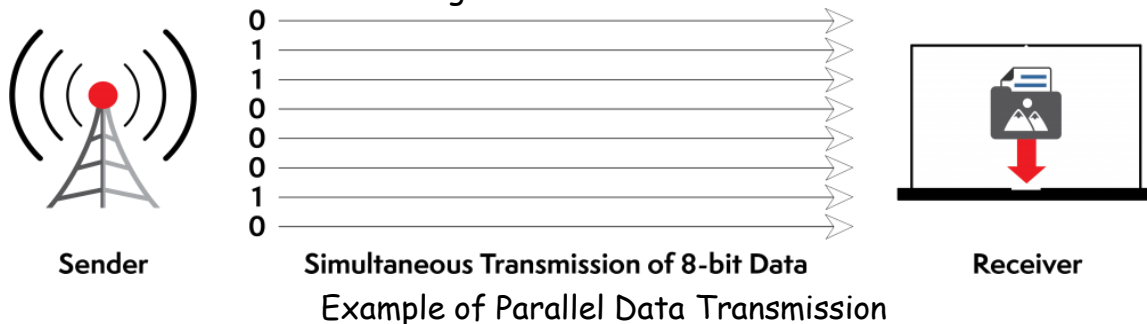 0
1
1
0
0
0
1
0
Sender
Simultaneous Transmission of 8-bit Data
Receiver
Example of Parallel Data Transmission